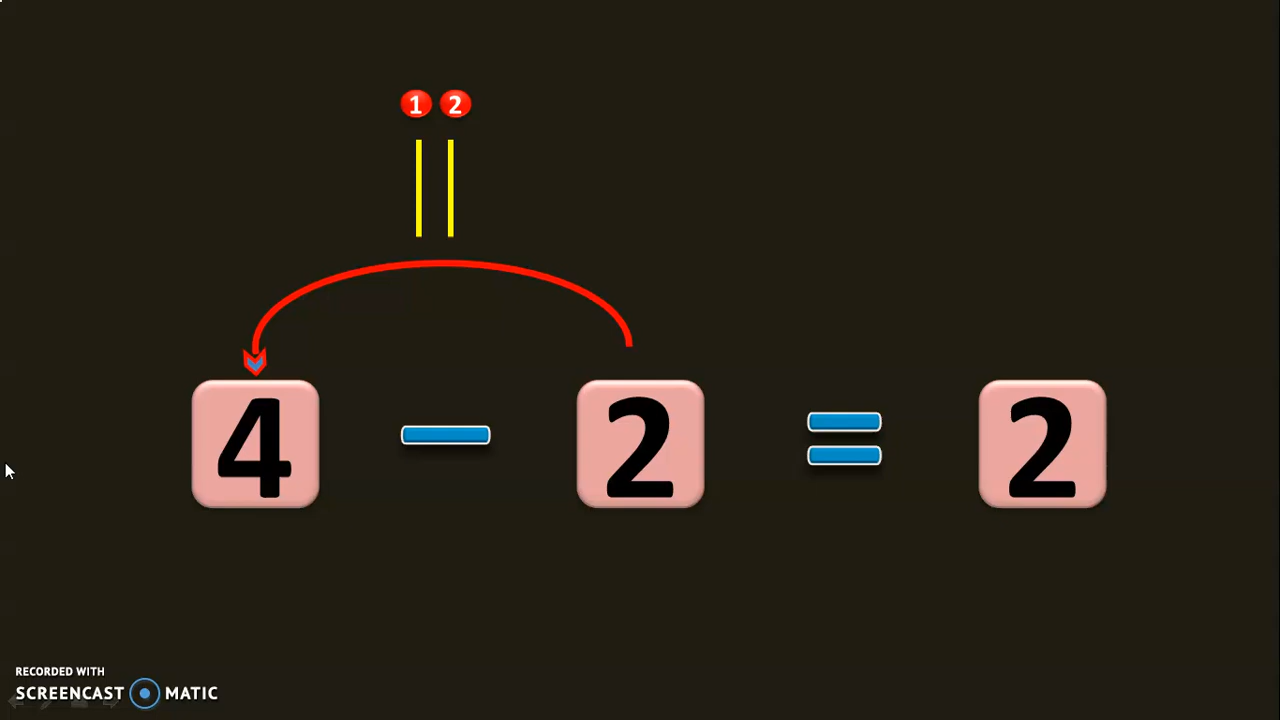 1 2
4 - 2 = 2
RECORDED WITH
SCREENCAST MATIC